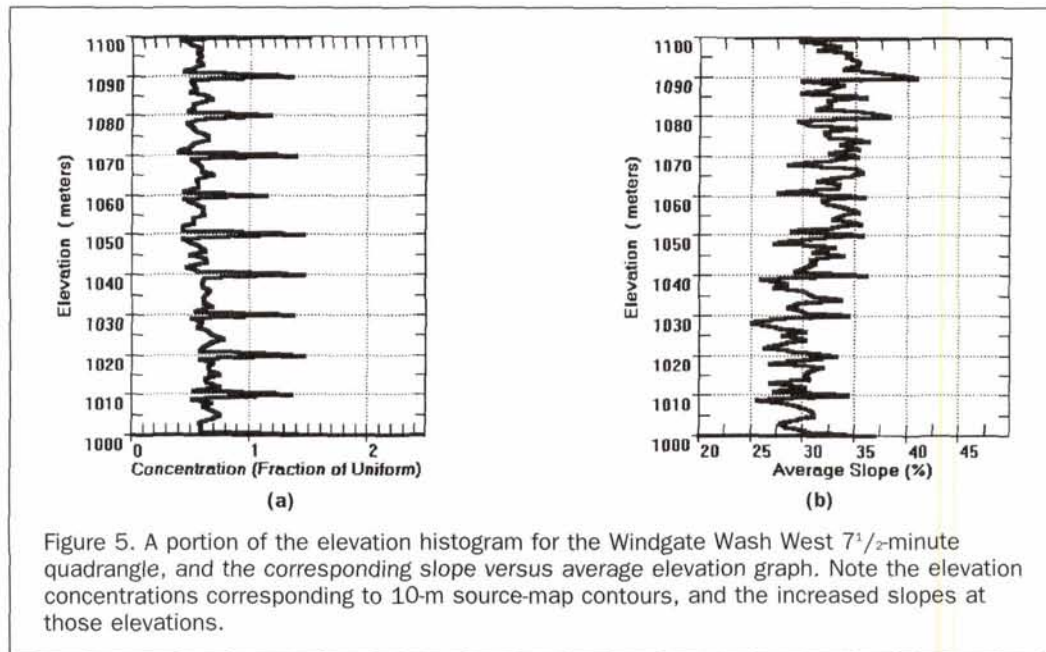 1100
1090
1080
1070
1060
1050
1040
1030
1020
1010
1000
Elevation ( meters)
0 1 2
Concentration (Fraction of Uniform)
(a)
1100
1090
1080
1070
1060
1050
1040
1030
1020
1010
1000
Elevation ( meters)
20 25 30 35 40 45
Average Slope (%)
(b)
Figure 5. A portion of the elevation histogram for the Windgate Wash West 7¹/₂-minute
quadrangle, and the corresponding slope versus average elevation graph. Note the elevation
concentrations corresponding to 10-m source-map contours, and the increased slopes at
those elevations.